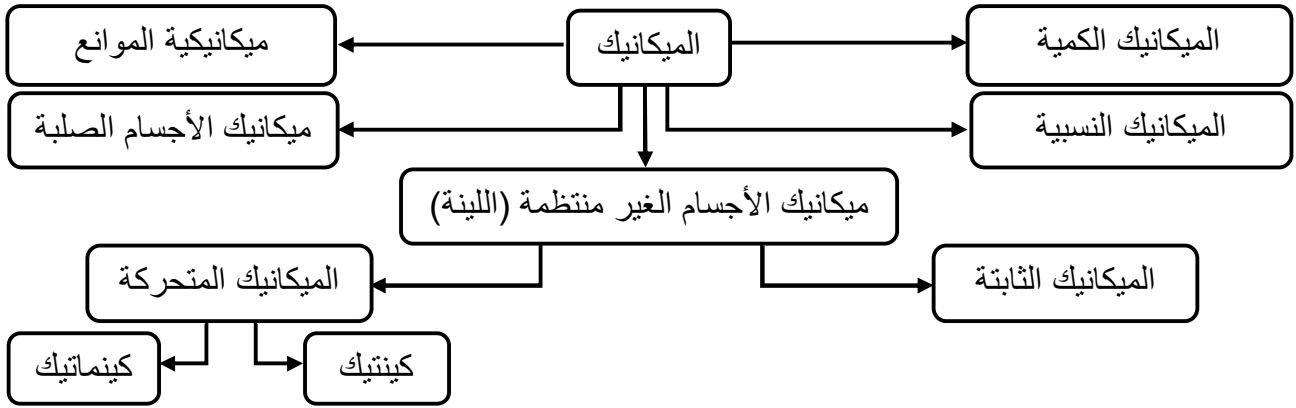 الميكانيك
الميكانيك الكمية
ميكانيكية الموانع
الميكانيك النسبية
ميكانيك الأجسام الصلبة
ميكانيك الأجسام الغير منتظمة (اللينة)
الميكانيك الثابتة
الميكانيك المتحركة
كينتيك
كينماتيك